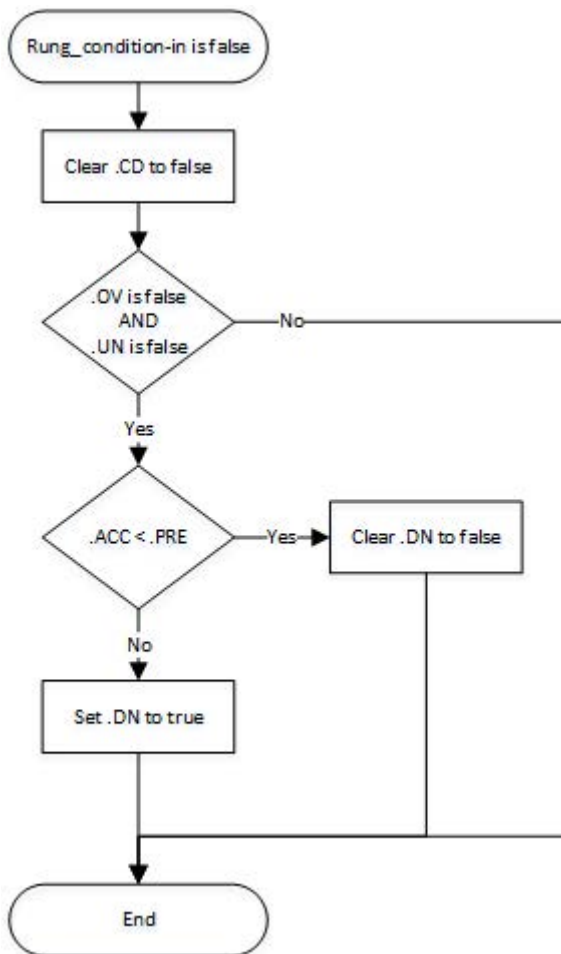 Rung_condition-in is false
Clear .CD to false
.OV is false
AND
.UN is false
No
Yes
.ACC < .PRE
Yes
Clear .DN to false
No
Set .DN to true
End